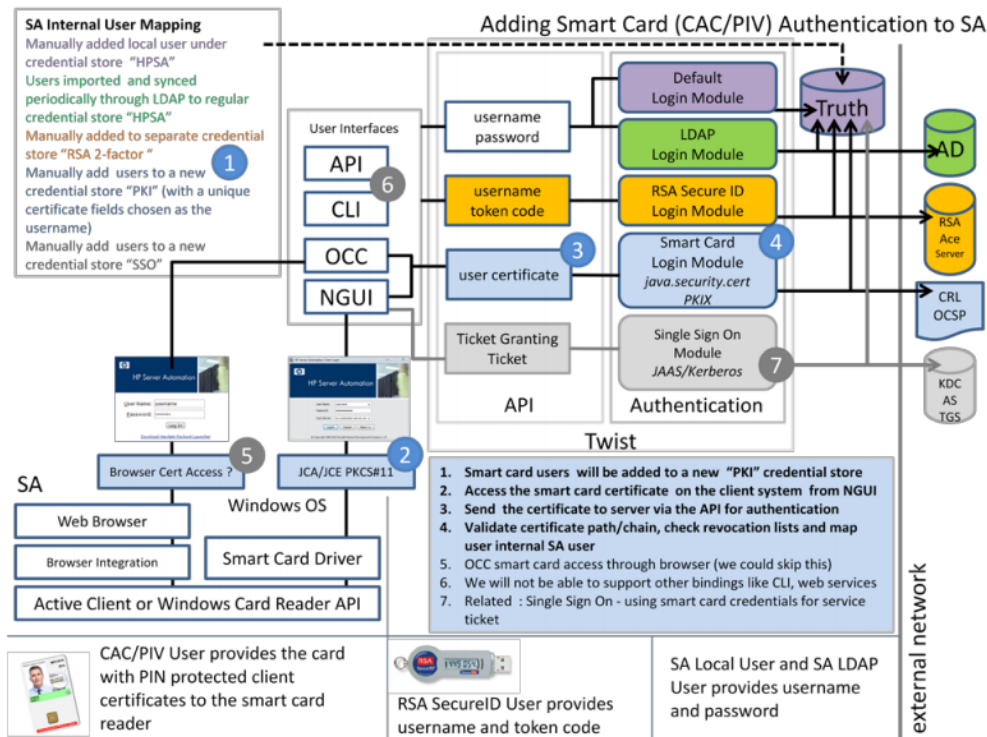 Adding Smart Card (CAC/PIV) Authentication to SA
SA Internal User Mapping
Manually added local user under
credential store "HPSA"
Users imported and synced
periodically through LDAP to regular
credential store "HPSA"
Manually added to separate credential
store "RSA 2-factor "
Manually add users to a new
credential store "PKI" (with a unique
certificate fields chosen as the
username)
Manually add users to a new
credential store "SSO"
1
User Interfaces
API
6
CLI
OCC
NGUI
username
password
username
token code
user certificate
3
Ticket Granting
Ticket
API
Default
Login Module
LDAP
Login Module
RSA Secure ID
Login Module
Smart Card
Login Module
java.security.cert
PKIX
4
Single Sign On
Module
JAAS/Kerberos
7
Authentication
Twist
Truth
AD
RSA
Ace
Server
CRL
OCSP
KDC
AS
TGS
external network
HP Server Automation
User Name:
username
Password:
Log In
HP Server Automation
Browser Cert Access ?
5
JCA/JCE PKCS#11
2
SA
Windows OS
Web Browser
Browser Integration
Smart Card Driver
Active Client or Windows Card Reader API
1. Smart card users will be added to a new "PKI" credential store
2. Access the smart card certificate on the client system from NGUI
3. Send the certificate to server via the API for authentication
4. Validate certificate path/chain, check revocation lists and map
user internal SA user
5. OCC smart card access through browser (we could skip this)
6. We will not be able to support other bindings like CLI, web services
7. Related : Single Sign On - using smart card credentials for service
ticket
CAC/PIV User provides the card
with PIN protected client
certificates to the smart card
reader
RSA
RSA SecureID User provides
username and token code
SA Local User and SA LDAP
User provides username
and password